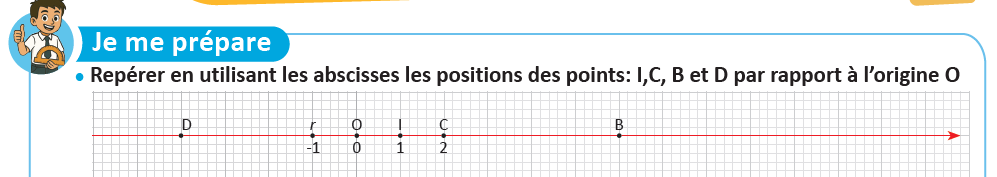 Je me prépare
• Repérer en utilisant les abscisses les positions des points: I,C, B et D par rapport à l’origine O
D r O I C B
-1 0 1 2